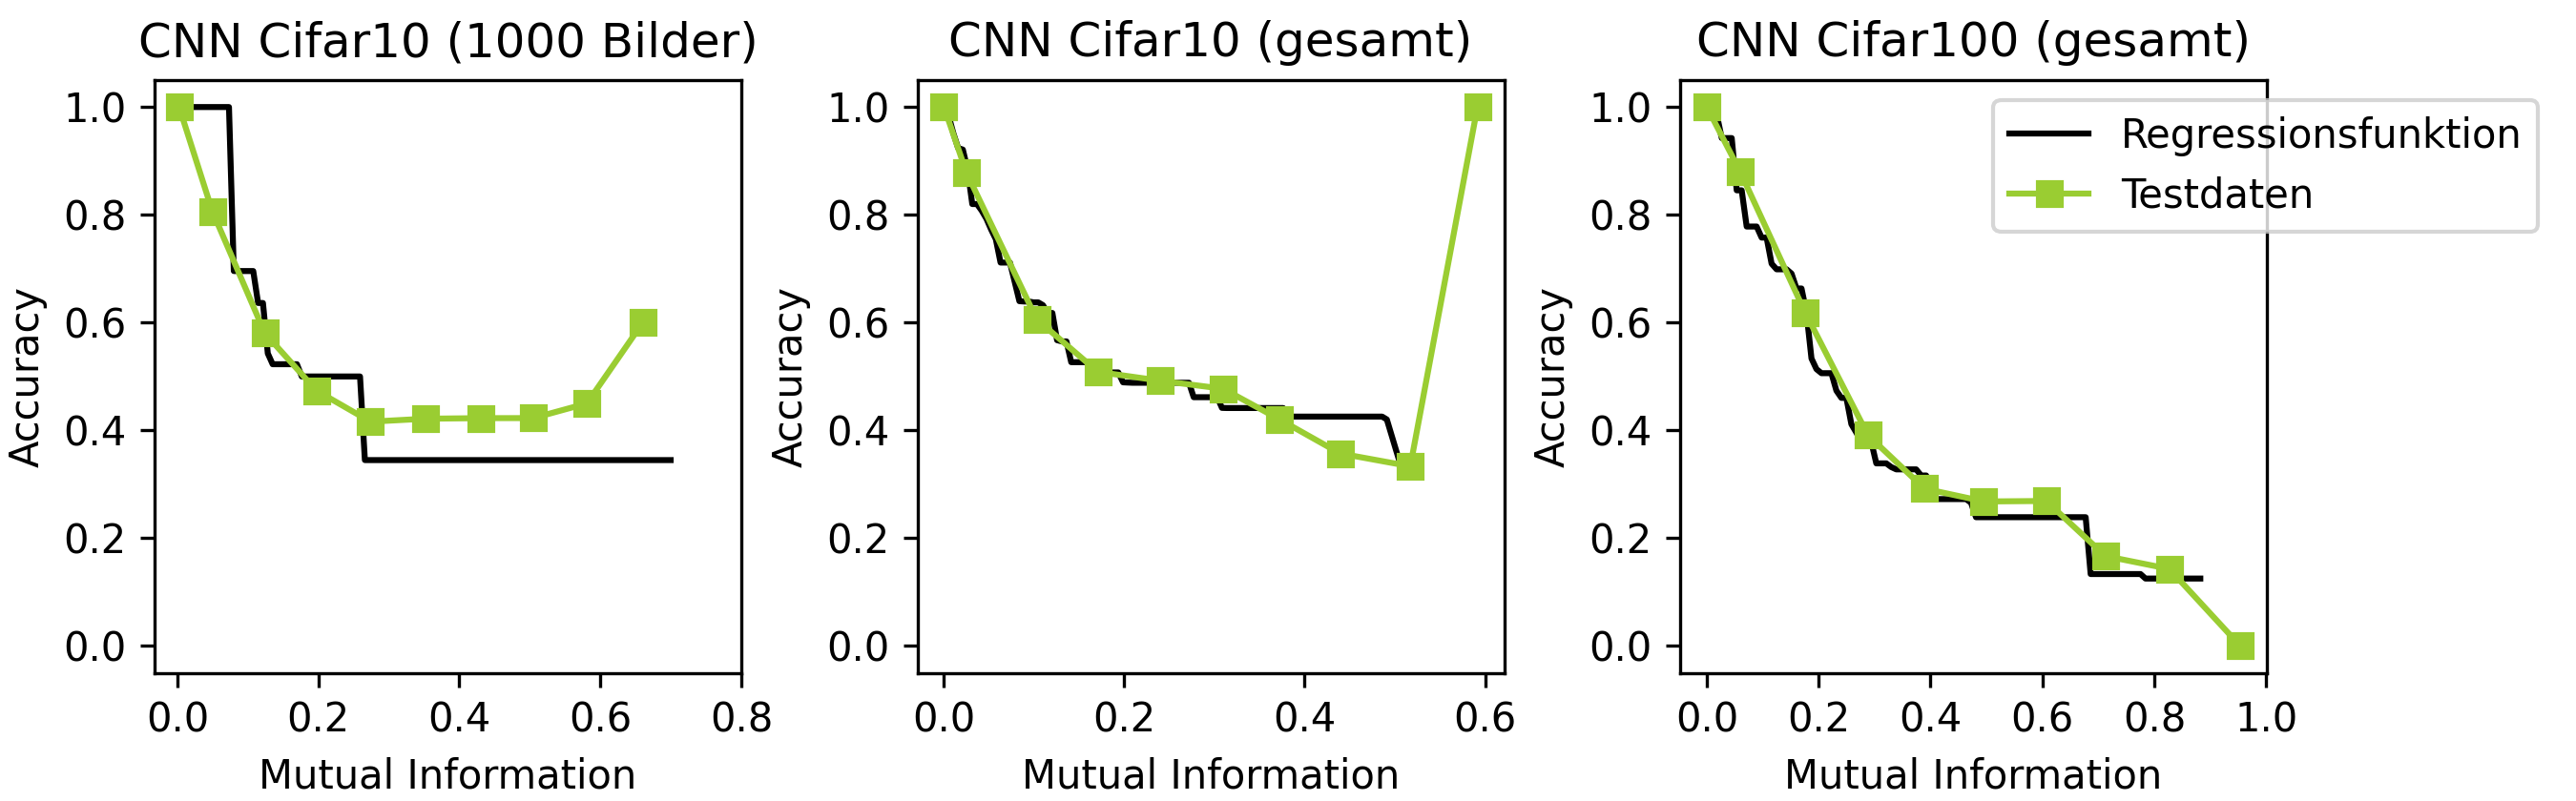 CNN Cifar10 (1000 Bilder)
1.0
0.8
0.6
0.4
0.2
0.0
Accuracy
0.0 0.2 0.4 0.6 0.8
Mutual Information
CNN Cifar10 (gesamt)
1.0
0.8
0.6
0.4
0.2
0.0
Accuracy
0.0 0.2 0.4 0.6
Mutual Information
CNN Cifar100 (gesamt)
1.0
0.8
0.6
0.4
0.2
0.0
Accuracy
0.0 0.2 0.4 0.6 0.8 1.0
Mutual Information
Regressionsfunktion
Testdaten